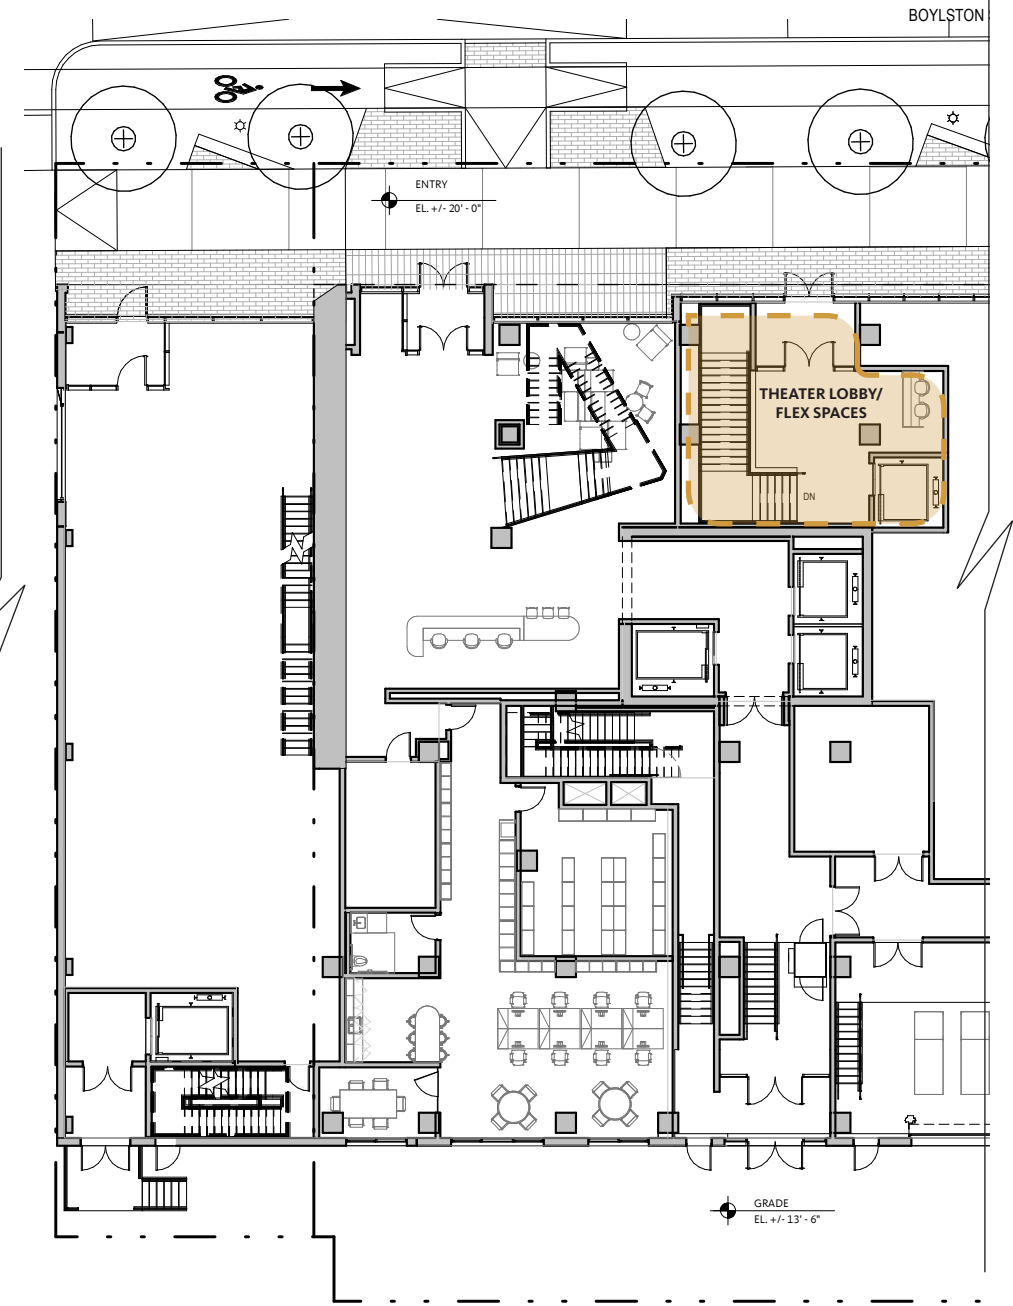 BOYLSTON
ENTRY
EL. +/- 20' - 0"
THEATER LOBBY/
FLEX SPACES
DN
GRADE
EL. +/- 13' - 6"